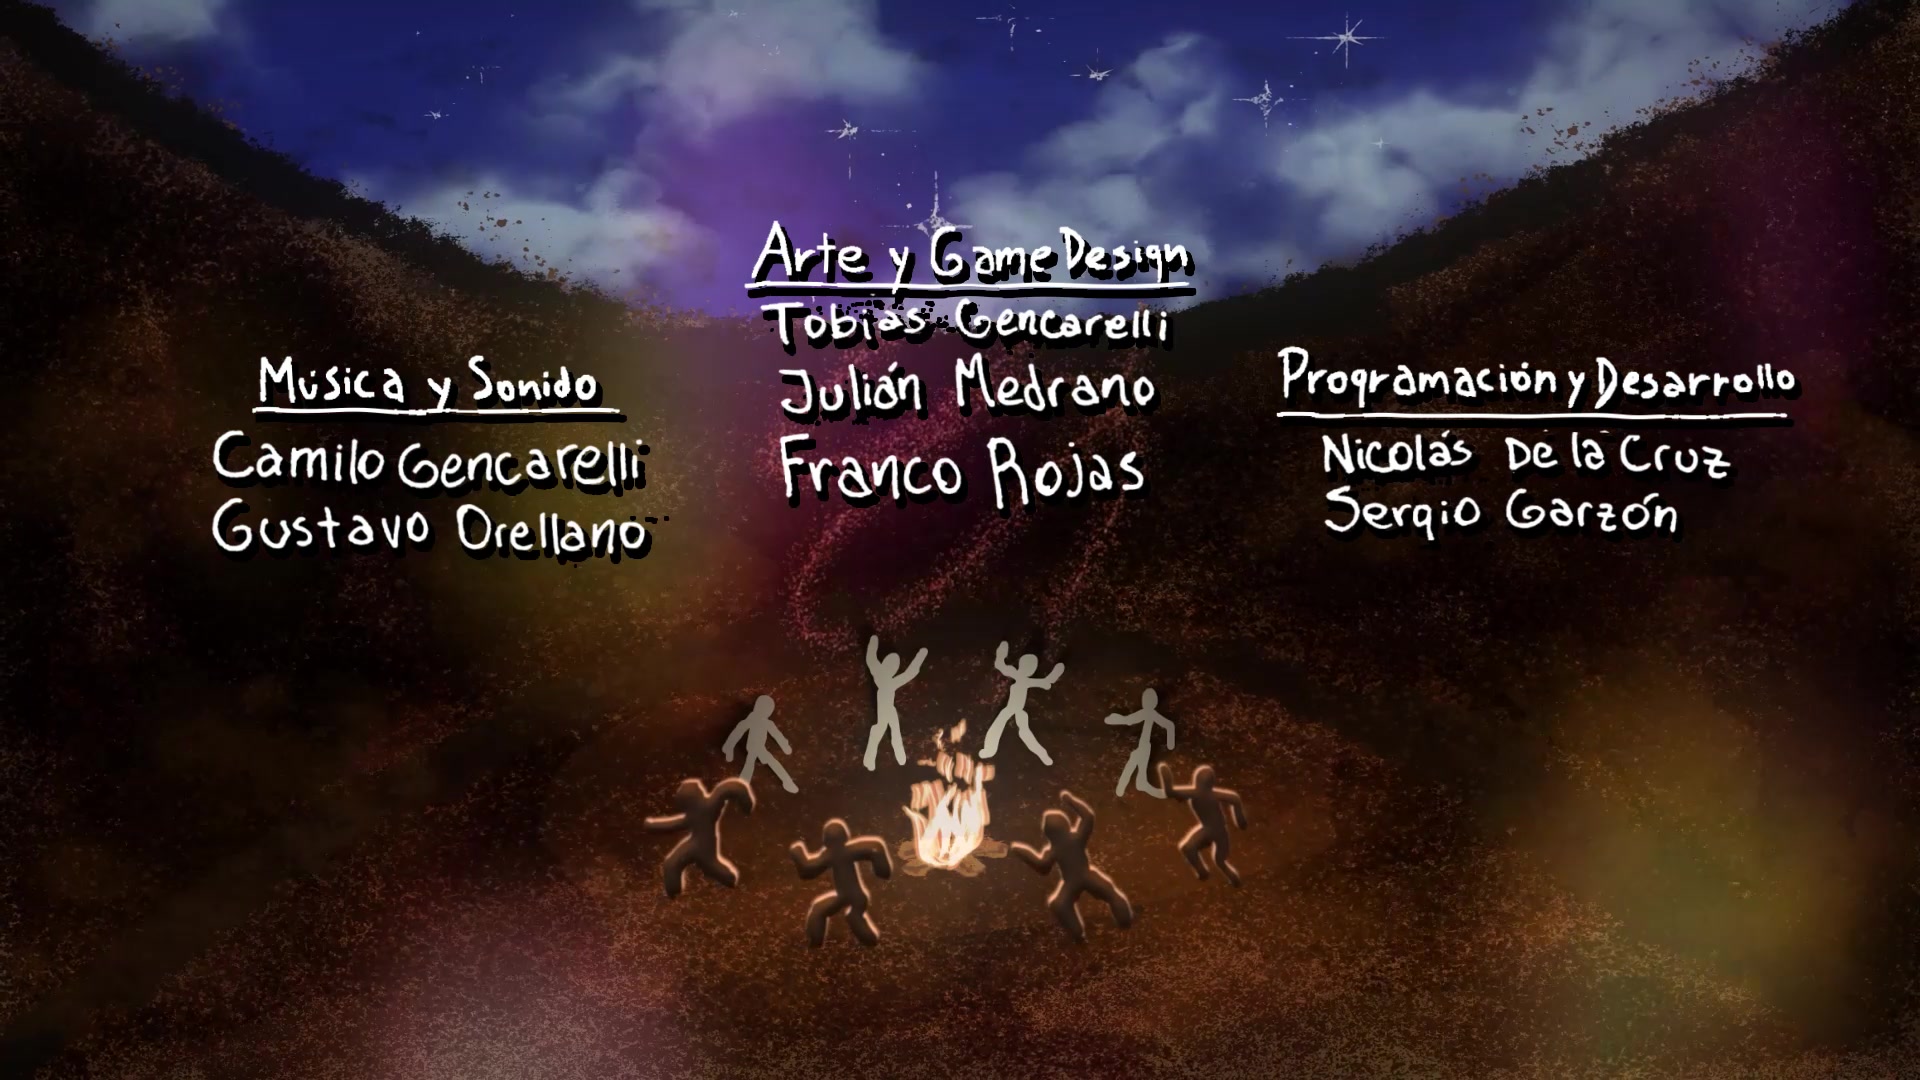 Música y Sonido
Camilo Gencarelli
Gustavo Orellano
Arte y Game Design
Tobias Gencarelli
Julián Medrano
Franco Rojas
Programación y Desarrollo
Nicolás De la Cruz
Sergio Garzón